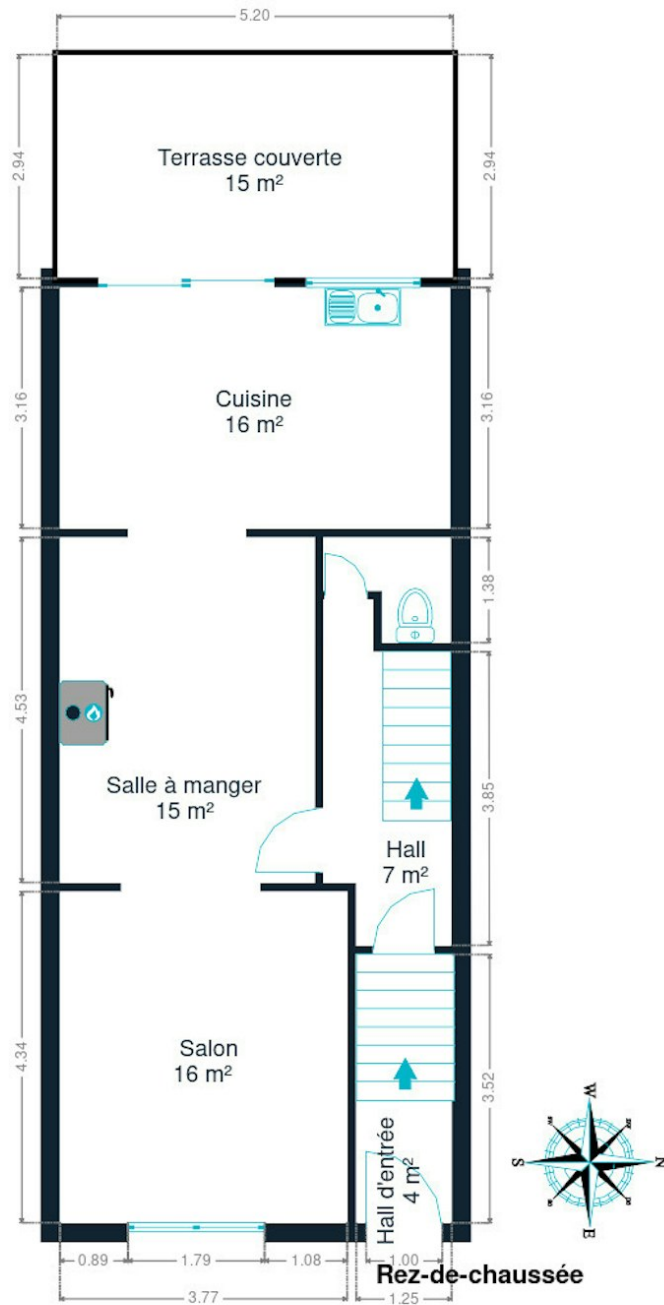 5.20
2.94
2.94
Terrasse couverte
15 m²
3.16
3.16
Cuisine
16 m²
1.38
4.53
Salle à manger
15 m²
3.85
Hall
7 m²
4.34
Salon
16 m²
3.52
Hall d'entrée
4 m²
W
S
N
E
0.89
1.79
1.08
1.00
Rez-de-chaussée
3.77
1.25